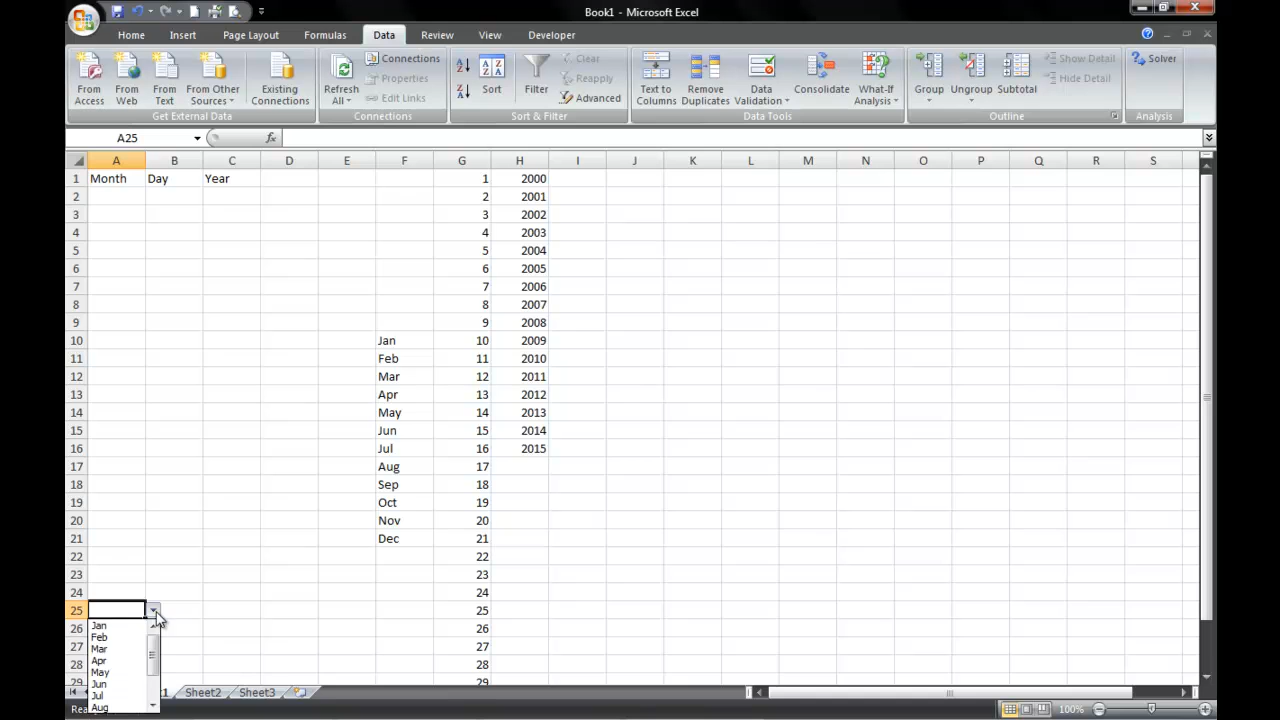 Book1 - Microsoft Excel
Home Insert Page Layout Formulas Data Review View Developer
From Access
From Web
From Text
From Other Sources
Existing Connections
Get External Data
Refresh All
Connections
Properties
Edit Links
Connections
Sort
Filter
Clear
Reapply
Advanced
Sort & Filter
Text to Columns
Remove Duplicates
Data Validation
Consolidate
What-If Analysis
Data Tools
Group
Ungroup
Subtotal
Show Detail
Hide Detail
Outline
Solver
Analysis
A25 fx
A B C D E F G H I J K L M N O P Q R S
1 Month Day Year 1 2000
2 2 2001
3 3 2002
4 4 2003
5 5 2004
6 6 2005
7 7 2006
8 8 2007
9 9 2008
10 Jan 10 2009
11 Feb 11 2010
12 Mar 12 2011
13 Apr 13 2012
14 May 14 2013
15 Jun 15 2014
16 Jul 16 2015
17 Aug 17
18 Sep 18
19 Oct 19
20 Nov 20
21 Dec 21
22 22
23 23
24 24
25 25
26 26
27 27
28 28
29 29
Jan
Feb
Mar
Apr
May
Jun
Jul
Aug
Sheet2 Sheet3
100%